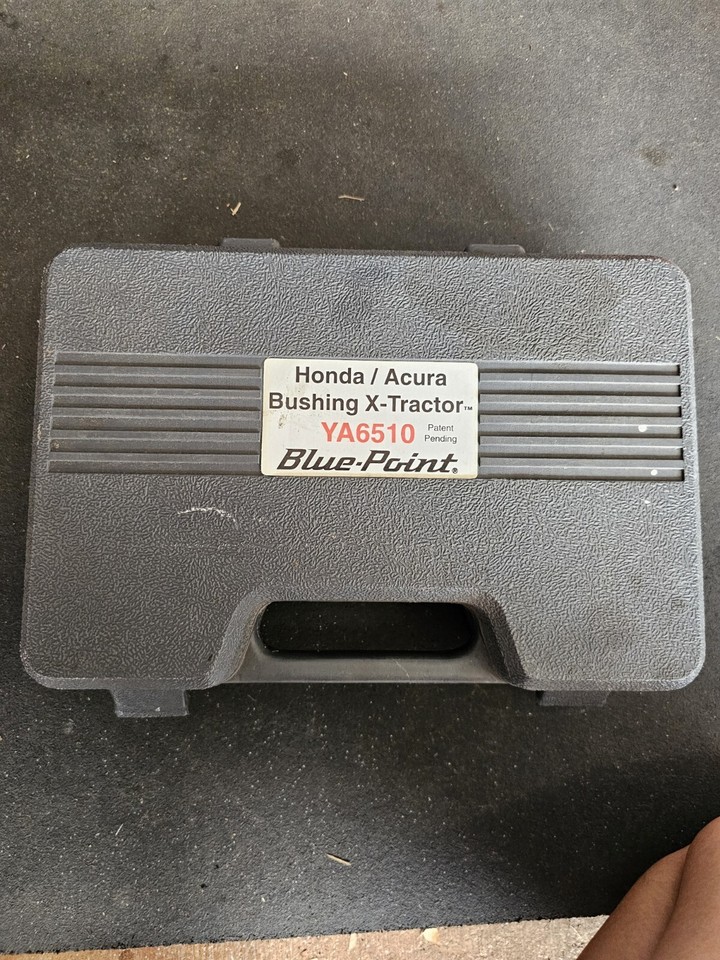 Honda / Acura
Bushing X-Tractor™
YA6510 Patent Pending
Blue-Point®